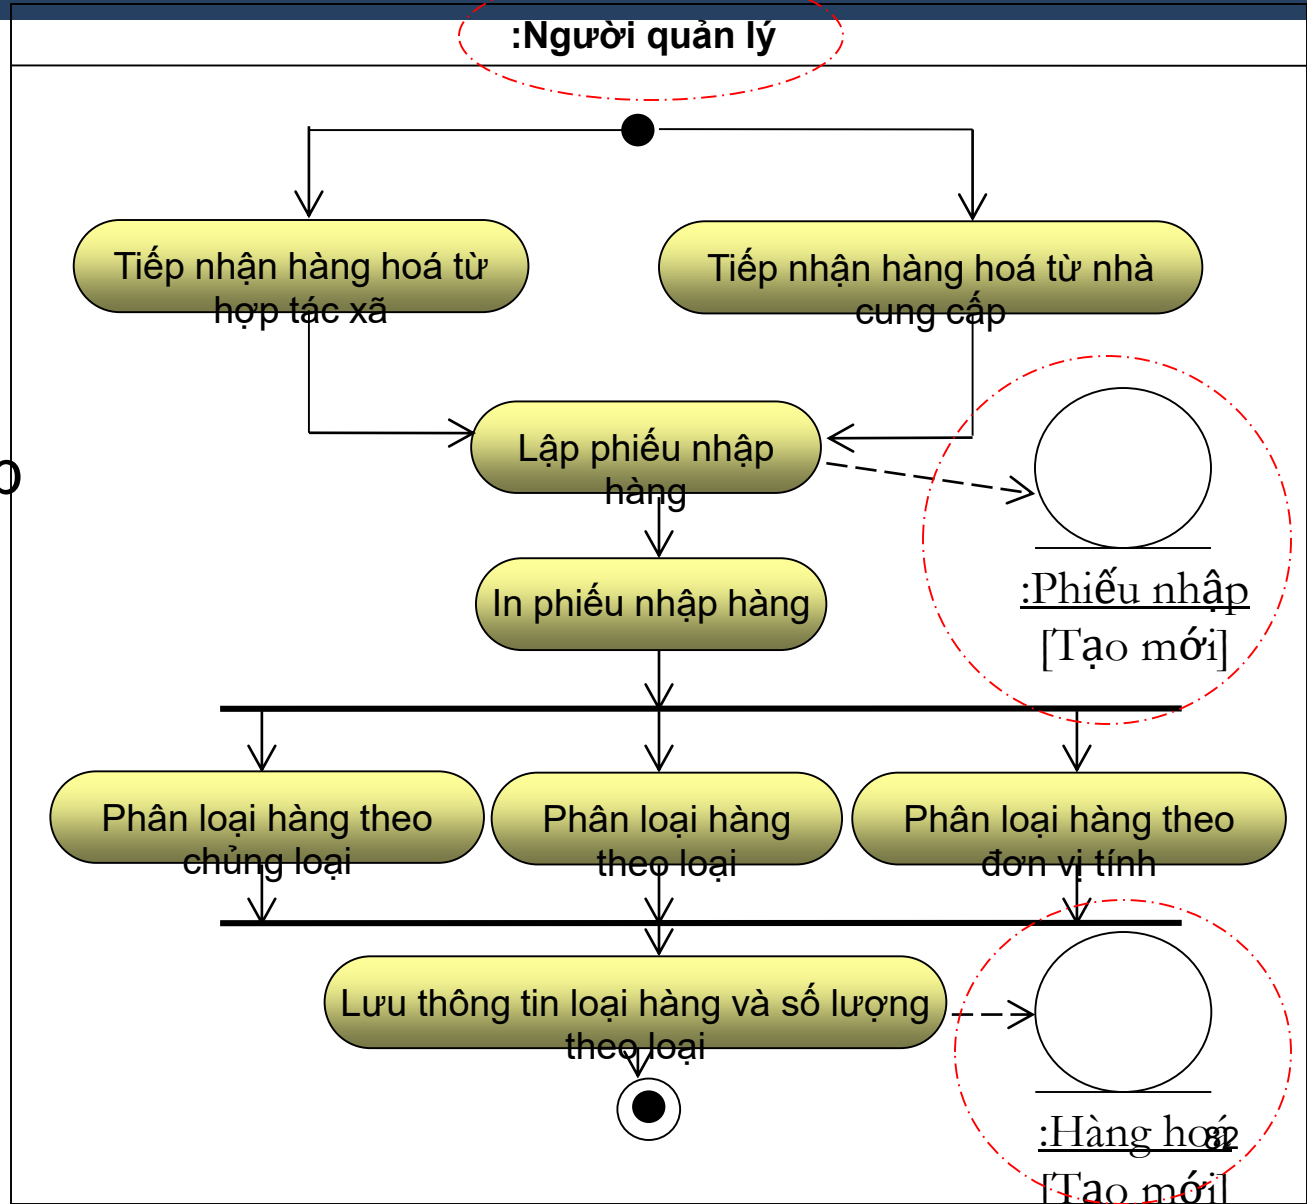 :Người quản lý
Tiếp nhận hàng hoá từ
hợp tác xã
Tiếp nhận hàng hoá từ nhà
cung cấp
Lập phiếu nhập
hàng
:Phiếu nhập
[Tạo mới]
In phiếu nhập hàng
Phân loại hàng theo
chủng loại
Phân loại hàng
theo loại
Phân loại hàng theo
đơn vị tính
Lưu thông tin loại hàng và số lượng
theo loại
:Hàng hoá
82
[Tạo mới]